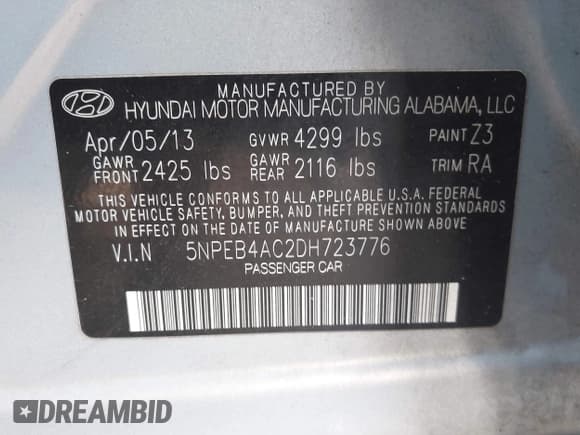 MANUFACTURED BY
HYUNDAI MOTOR MANUFACTURING ALABAMA, LLC
Apr/05/13 GVWR 4299 lbs PAINT Z3
GAWR FRONT 2425 lbs GAWR REAR 2116 lbs TRIM RA
THIS VEHICLE CONFORMS TO ALL APPLICABLE U.S.A. FEDERAL
MOTOR VEHICLE SAFETY, BUMPER, AND THEFT PREVENTION STANDARDS
IN EFFECT ON THE DATE OF MANUFACTURE SHOWN ABOVE.
V.I.N 5NPEB4AC2DH723776
PASSENGER CAR
DREAMBID